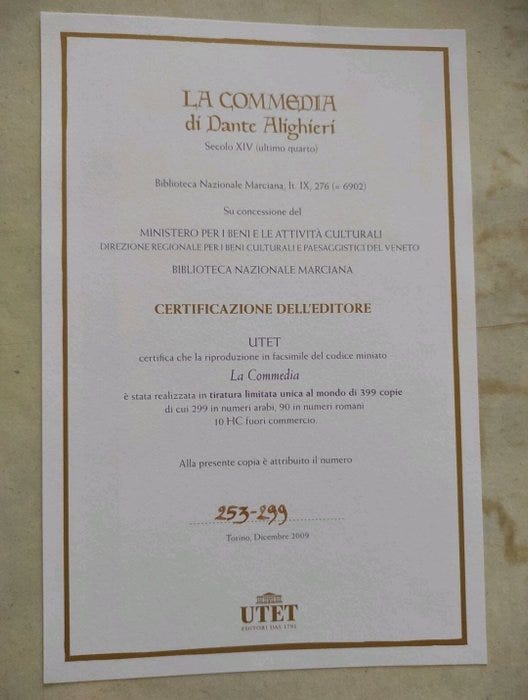 LA COMMEDIA
di Dante Alighieri
Secolo XIV (ultimo quarto)
Biblioteca Nazionale Marciana, It. IX, 276 (= 6902)
Su concessione del
MINISTERO PER I BENI E LE ATTIVITÀ CULTURALI
DIREZIONE REGIONALE PER I BENI CULTURALI E PAESAGGISTICI DEL VENETO
BIBLIOTECA NAZIONALE MARCIANA
CERTIFICAZIONE DELL'EDITORE
UTET
certifica che la riproduzione in facsimile del codice miniato
La Commedia
è stata realizzata in tiratura limitata unica al mondo di 399 copie
di cui 299 in numeri arabi, 90 in numeri romani
10 HC fuori commercio.
Alla presente copia è attribuito il numero
253-299
Torino, Dicembre 2009
UTET
EDITORI DAL 1791